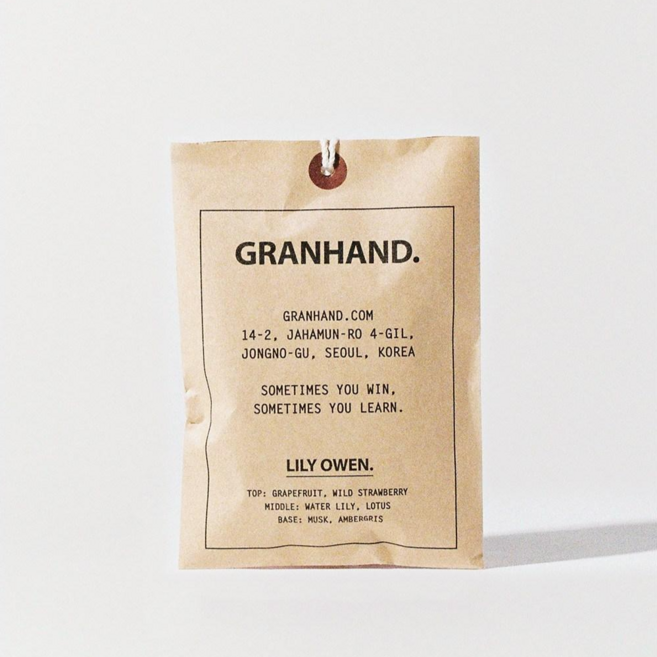 GRANHAND.
GRANHAND.COM
14-2, JAHAMUN-RO 4-GIL,
JONGNO-GU, SEOUL, KOREA
SOMETIMES YOU WIN,
SOMETIMES YOU LEARN.
LILY OWEN.
TOP: GRAPEFRUIT, WILD STRAWBERRY
MIDDLE: WATER LILY, LOTUS
BASE: MUSK, AMBERGRIS